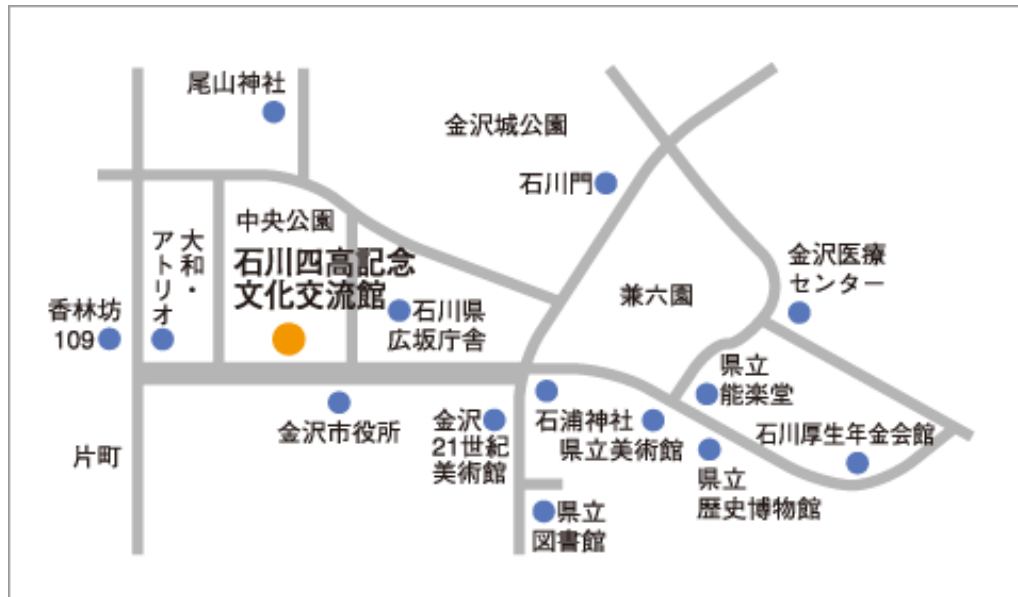 尾山神社
金沢城公園
石川門
中央公園
大和・
アトリオ
石川四高記念
文化交流館
金沢医療
センター
兼六園
香林坊
109
石川県
広坂庁舎
県立
能楽堂
金沢市役所
金沢
21世紀
美術館
石浦神社
県立美術館
石川厚生年金会館
片町
県立
歴史博物館
県立
図書館